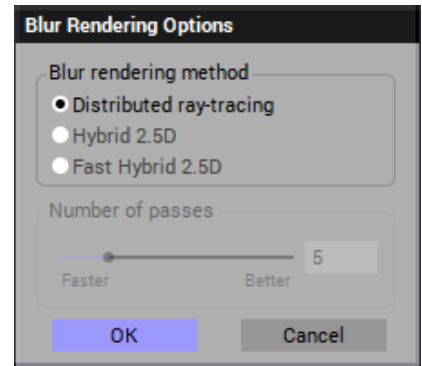 Blur Rendering Options
Blur rendering method
Distributed ray-tracing
Hybrid 2.5D
Fast Hybrid 2.5D
Number of passes
5
Faster Better
OK Cancel